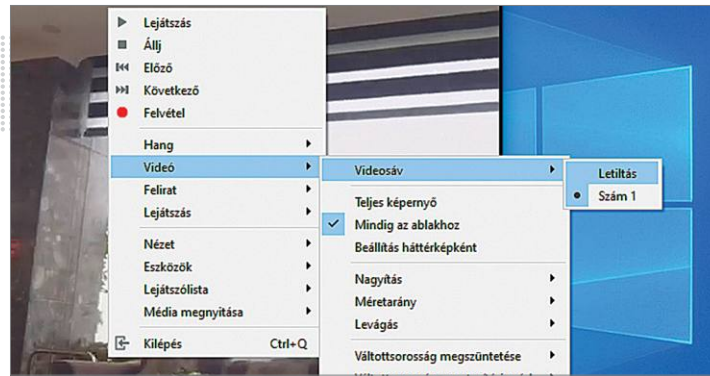 Lejátszás
Állj
Előző
Következő
Felvétel
Hang
Videó
Felirat
Lejátszás
Nézet
Eszközök
Lejátszólista
Média megnyitása
Kilépés Ctrl+Q
Videosáv
Teljes képernyő
Mindig az ablakhoz
Beállítás háttérképként
Nagyítás
Méretarány
Levágás
Váltottsorosság megszüntetése
Letiltás
Szám 1